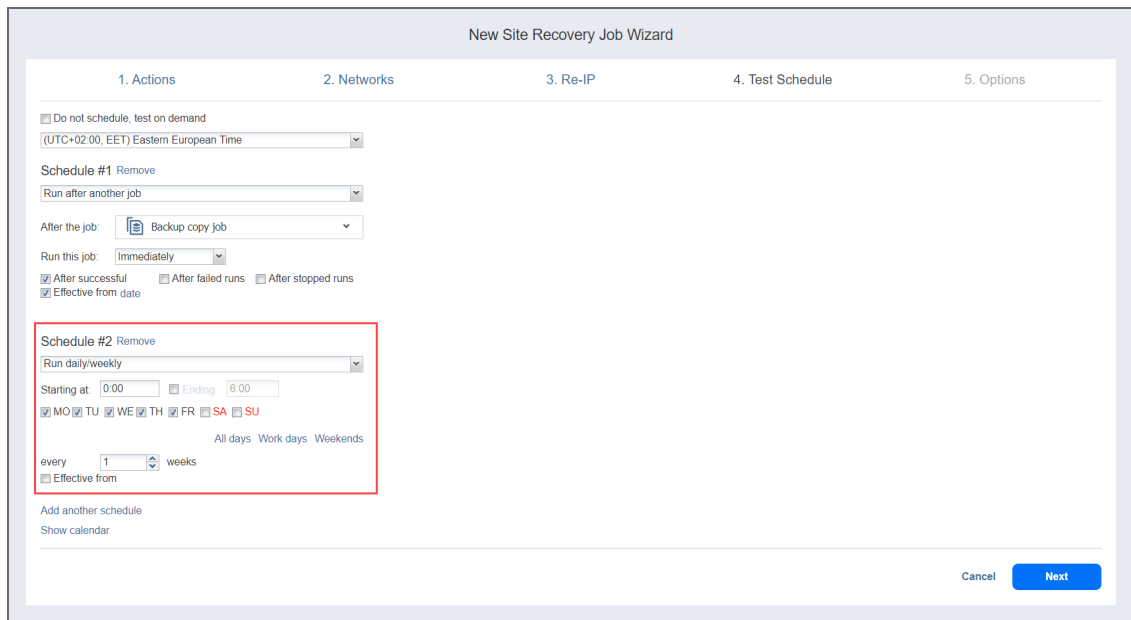 New Site Recovery Job Wizard
1. Actions 2. Networks 3. Re-IP 4. Test Schedule 5. Options
Do not schedule, test on demand
(UTC+02:00, EET) Eastern European Time
Schedule #1 Remove
Run after another job
After the job: Backup copy job
Run this job: Immediately
After successful After failed runs After stopped runs
Effective from date
Schedule #2 Remove
Run daily/weekly
Starting at: 0:00 Ending: 6:00
MO TU WE TH FR SA SU
All days Work days Weekends
every 1 weeks
Effective from
Add another schedule
Show calendar
Cancel Next